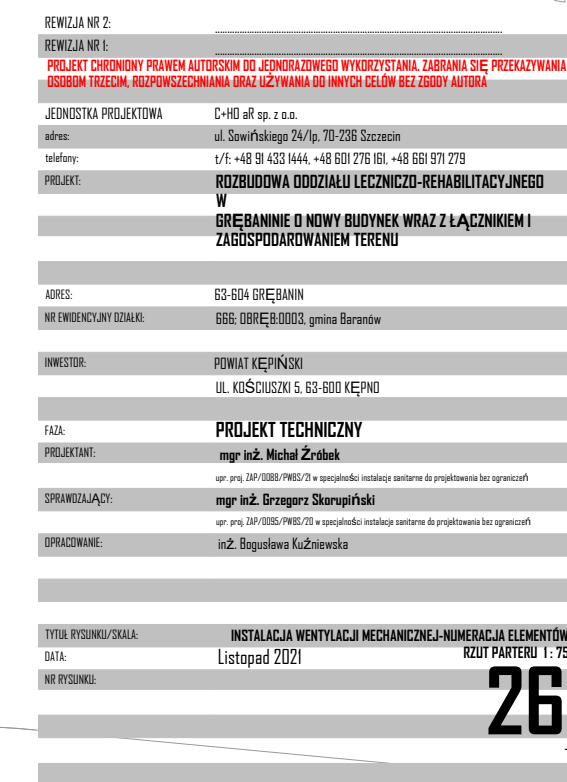 REWIZJA NR 2: ............................................................
REWIZJA NR 1: ............................................................
PROJEKT CHRONIONY PRAWEM AUTORSKIM DO JEDNORAZOWEGO WYKORZYSTANIA. ZABRANIA SIĘ PRZEKAZYWANIA
OSOBOM TRZECIM, ROZPOWSZECHNIANIA ORAZ UŻYWANIA DO INNYCH CELÓW BEZ ZGODY AUTORA
JEDNOSTKA PROJEKTOWA C+HO aR sp. z o.o.
adres: ul. Sowińskiego 24/Ip, 70-236 Szczecin
telefony: t/f: +48 91 433 1444, +48 601 276 161, +48 661 971 279
PROJEKT: ROZBUDOWA ODDZIAŁU LECZNICZO-REHABILITACYJNEGO
W
GRĘBANINIE O NOWY BUDYNEK WRAZ Z ŁĄCZNIKIEM I
ZAGOSPODAROWANIEM TERENU
ADRES: 63-604 GRĘBANIN
NR EWIDENCYJNY DZIAŁKI: 666; OBRĘB:0003, gmina Baranów
INWESTOR: POWIAT KĘPIŃSKI
UL. KOŚCIUSZKI 5, 63-600 KĘPNO
FAZA: PROJEKT TECHNICZNY
PROJEKTANT: mgr inż. Michał Źróbek
upr. proj. ZAP/0088/PWBS/21 w specjalności instalacje sanitarne do projektowania bez ograniczeń
SPRAWDZAJĄCY: mgr inż. Grzegorz Skorupiński
upr. proj. ZAP/0095/PWBS/20 w specjalności instalacje sanitarne do projektowania bez ograniczeń
OPRACOWANIE: inż. Bogusława Kuźniewska
TYTUŁ RYSUNKU/SKALA: INSTALACJA WENTYLACJI MECHANICZNEJ-NUMERACJA ELEMENTÓW
RZUT PARTERU 1 : 75
DATA: Listopad 2021
NR RYSUNKU: 26